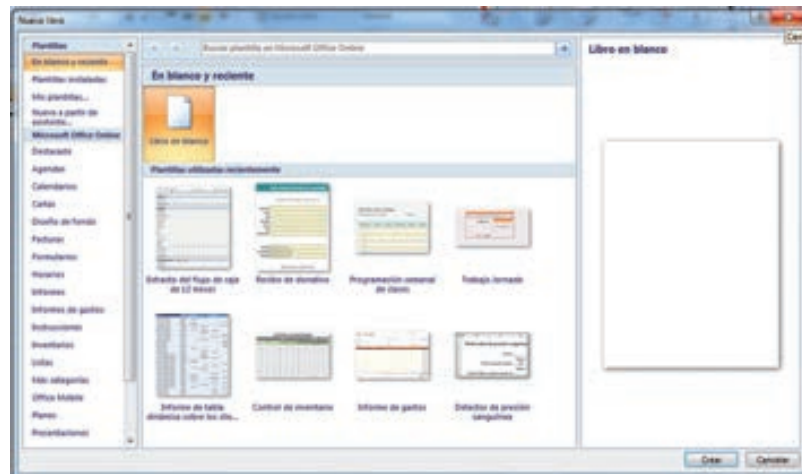 Nuevo libro
Plantillas
En blanco y reciente
Plantillas instaladas
Mis plantillas...
Nuevo a partir de
existente...
Microsoft Office Online
Destacado
Agendas
Calendarios
Cartas
Diseño de fondo
Facturas
Formularios
Horarios
Informes
Informes de gastos
Instrucciones
Inventarios
Listas
Más categorías
Office Mobile
Planes
Presentaciones
Buscar plantilla en Microsoft Office Online
En blanco y reciente
Libro en blanco
Plantillas utilizadas recientemente
Extracto del flujo de caja
de 12 meses
Recibo de donativo
Programación semanal
de clases
Trabajo Jornada
Informe de tabla
dinámica sobre los
Control de inventario
Informe de gastos
Detector de presión
sanguínea
Libro en blanco
Crear
Cancelar